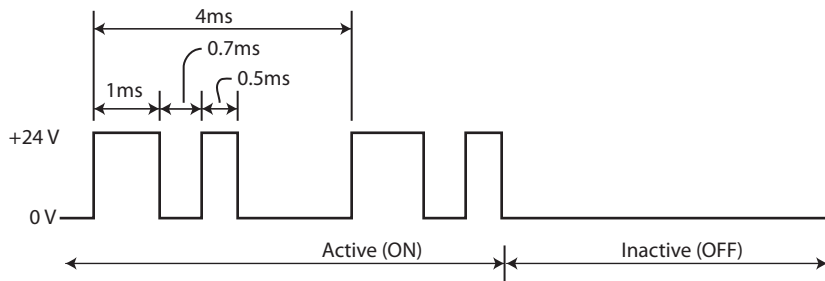 4ms
0.7ms
0.5ms
1ms
+24 V
0 V
Active (ON)
Inactive (OFF)